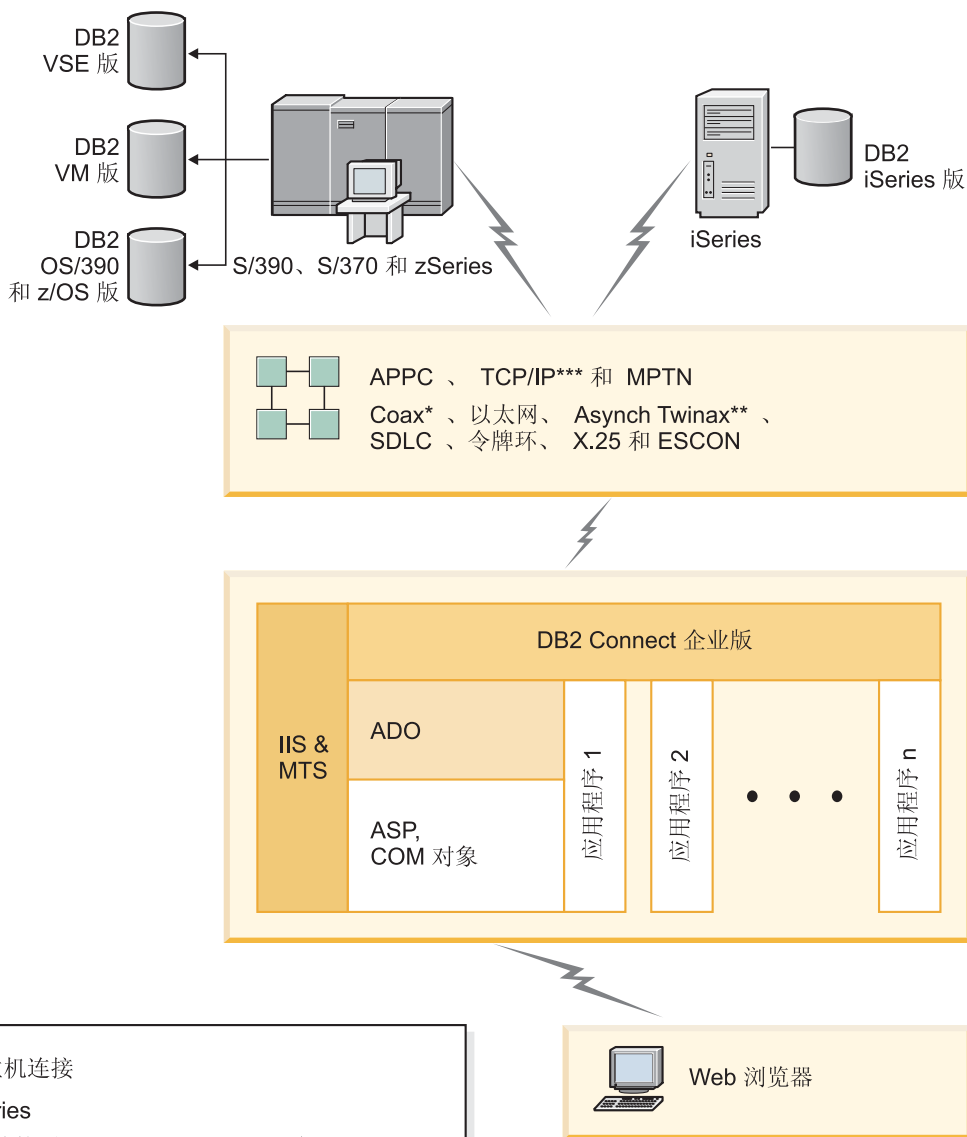 DB2
VSE 版
DB2
VM 版
DB2
OS/390
和 z/OS 版
S/390、S/370 和 zSeries
iSeries
DB2
iSeries 版
APPC 、 TCP/IP*** 和 MPTN
Coax* 、以太网、 Asynch Twinax** 、
SDLC 、令牌环、 X.25 和 ESCON
DB2 Connect 企业版
IIS &
MTS
ADO
ASP,
COM 对象
应用程序 1
应用程序 2
• • •
应用程序 n
机连接
ries
Web 浏览器